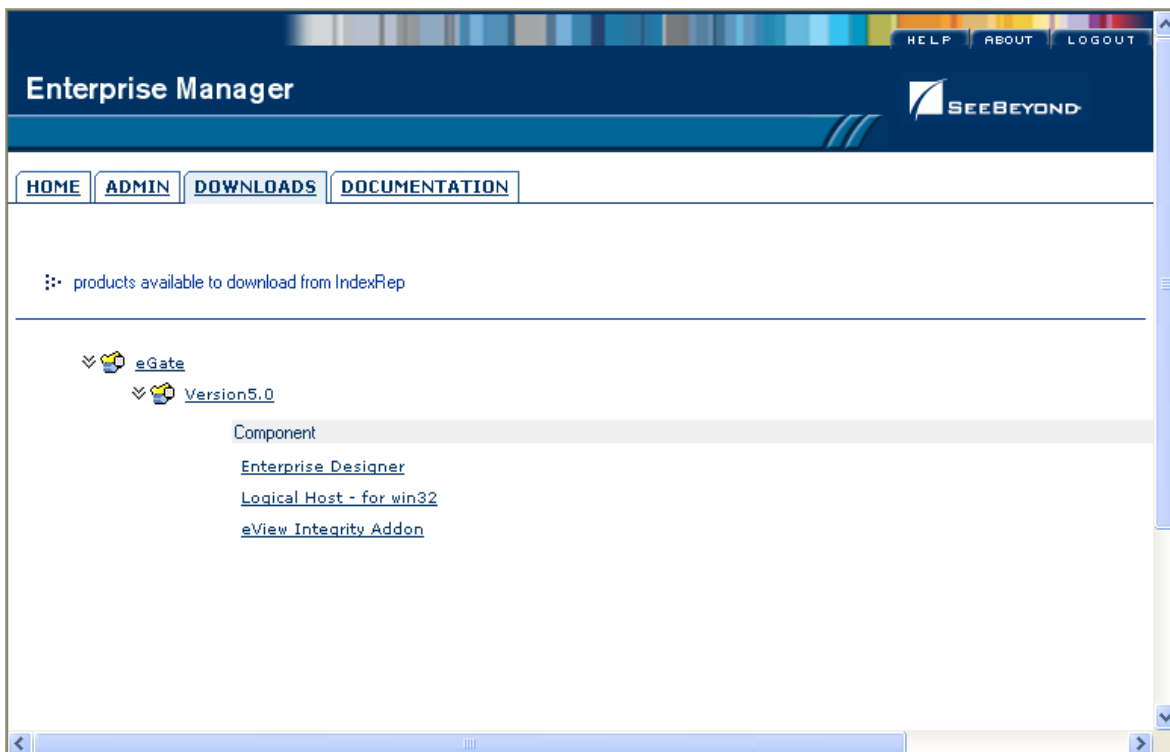 HELP ABOUT LOGOUT
Enterprise Manager
SEEBEYOND
HOME ADMIN DOWNLOADS DOCUMENTATION
products available to download from IndexRep
eGate
Version5.0
Component
Enterprise Designer
Logical Host - for win32
eView Integrity Addon